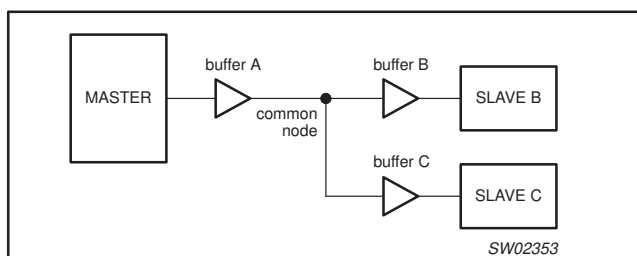 buffer A
buffer B
MASTER
SLAVE B
common
node
buffer C
SLAVE C
SW02353